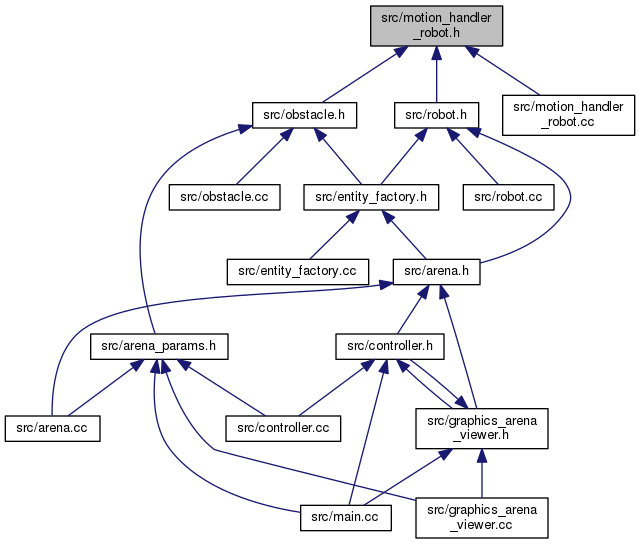 src/motion_handler
_robot.h
src/obstacle.h
src/robot.h
src/motion_handler
_robot.cc
src/obstacle.cc
src/entity_factory.h
src/robot.cc
src/entity_factory.cc
src/arena.h
src/arena_params.h
src/controller.h
src/arena.cc
src/controller.cc
src/graphics_arena
_viewer.h
src/main.cc
src/graphics_arena
_viewer.cc